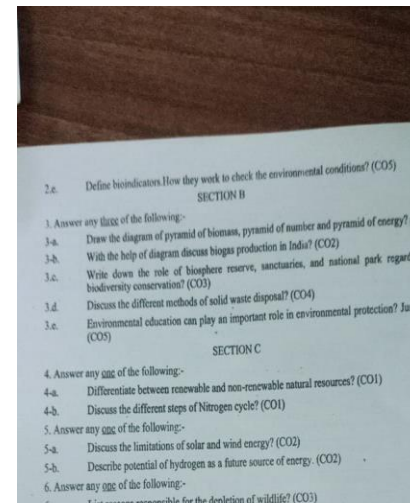 2.e. Define bioindicators.How they work to check the environmental conditions? (CO5)
SECTION B
3. Answer any three of the following:-
3-a. Draw the diagram of pyramid of biomass, pyramid of number and pyramid of energy?
3-b. With the help of diagram discuss biogas production in India? (CO2)
3.c. Write down the role of biosphere reserve, sanctuaries, and national park regard
biodiversity conservation? (CO3)
3.d. Discuss the different methods of solid waste disposal? (CO4)
3.e. Environmental education can play an important role in environmental protection? Ju
(CO5)
SECTION C
4. Answer any one of the following:-
4-a. Differentiate between renewable and non-renewable natural resources? (CO1)
4-b. Discuss the different steps of Nitrogen cycle? (CO1)
5. Answer any one of the following:-
5-a. Discuss the limitations of solar and wind energy? (CO2)
5-b. Describe potential of hydrogen as a future source of energy. (CO2)
6. Answer any one of the following:-
responsible for the depletion of wildlife? (CO3)